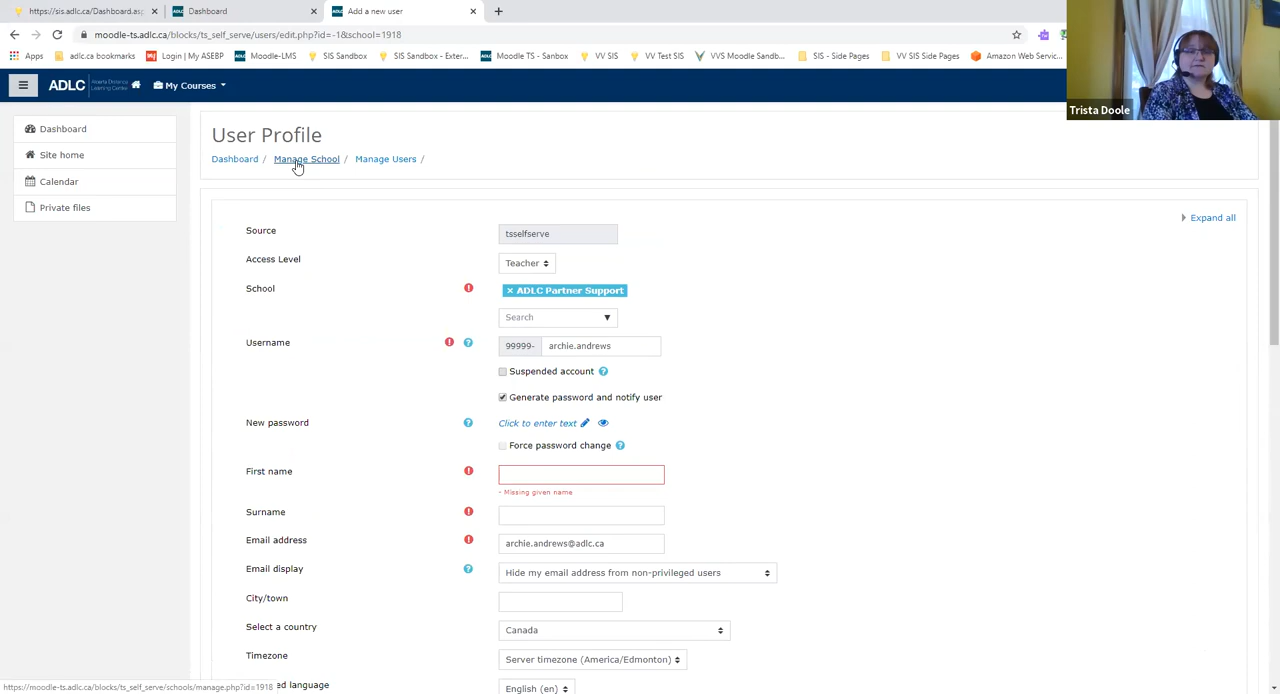 https://sis.adlc.ca/Dashboard.as
Dashboard
Add a new user
moodle-ts.adlc.ca/blocks/ts_self_serve/users/edit.php?id=-1&school=1918
Apps
adlc.ca bookmarks
Login | My ASEBP
Moodle-LMS
SIS Sandbox
SIS Sandbox - Exter...
Moodle TS - Sanbox
VV SIS
VV Test SIS
VVS Moodle Sandb...
SIS - Side Pages
VV SIS Side Pages
Amazon Web Servic...
Trista Doole
ADLC
Alberta Distance
Learning Centre
My Courses
Dashboard
Site home
Calendar
Private files
User Profile
Dashboard / Manage School / Manage Users /
Expand all
Source
tsselfserve
Access Level
Teacher
School
× ADLC Partner Support
Search
Username
99999- archie.andrews
Suspended account
Generate password and notify user
New password
Click to enter text
Force password change
First name
- Missing given name
Surname
Email address
archie.andrews@adlc.ca
Email display
Hide my email address from non-privileged users
City/town
Select a country
Canada
Timezone
Server timezone (America/Edmonton)
ed language
English (en)
https://moodle-ts.adlc.ca/blocks/ts_self_serve/schools/manage.php?id=1918